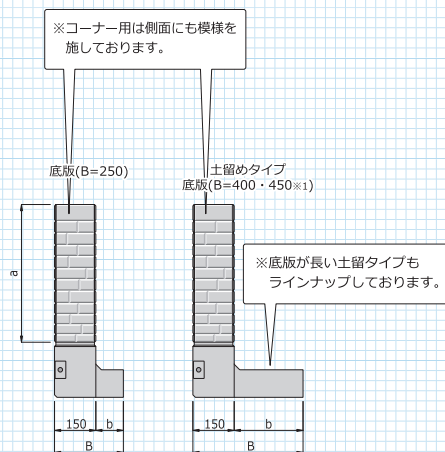 ※コーナー用は側面にも模様を
施しております。
底版(B=250)
土留めタイプ
底版(B=400・450※1)
※底版が長い土留タイプも
ラインナップしております。
a
150
b
B
150
b
B